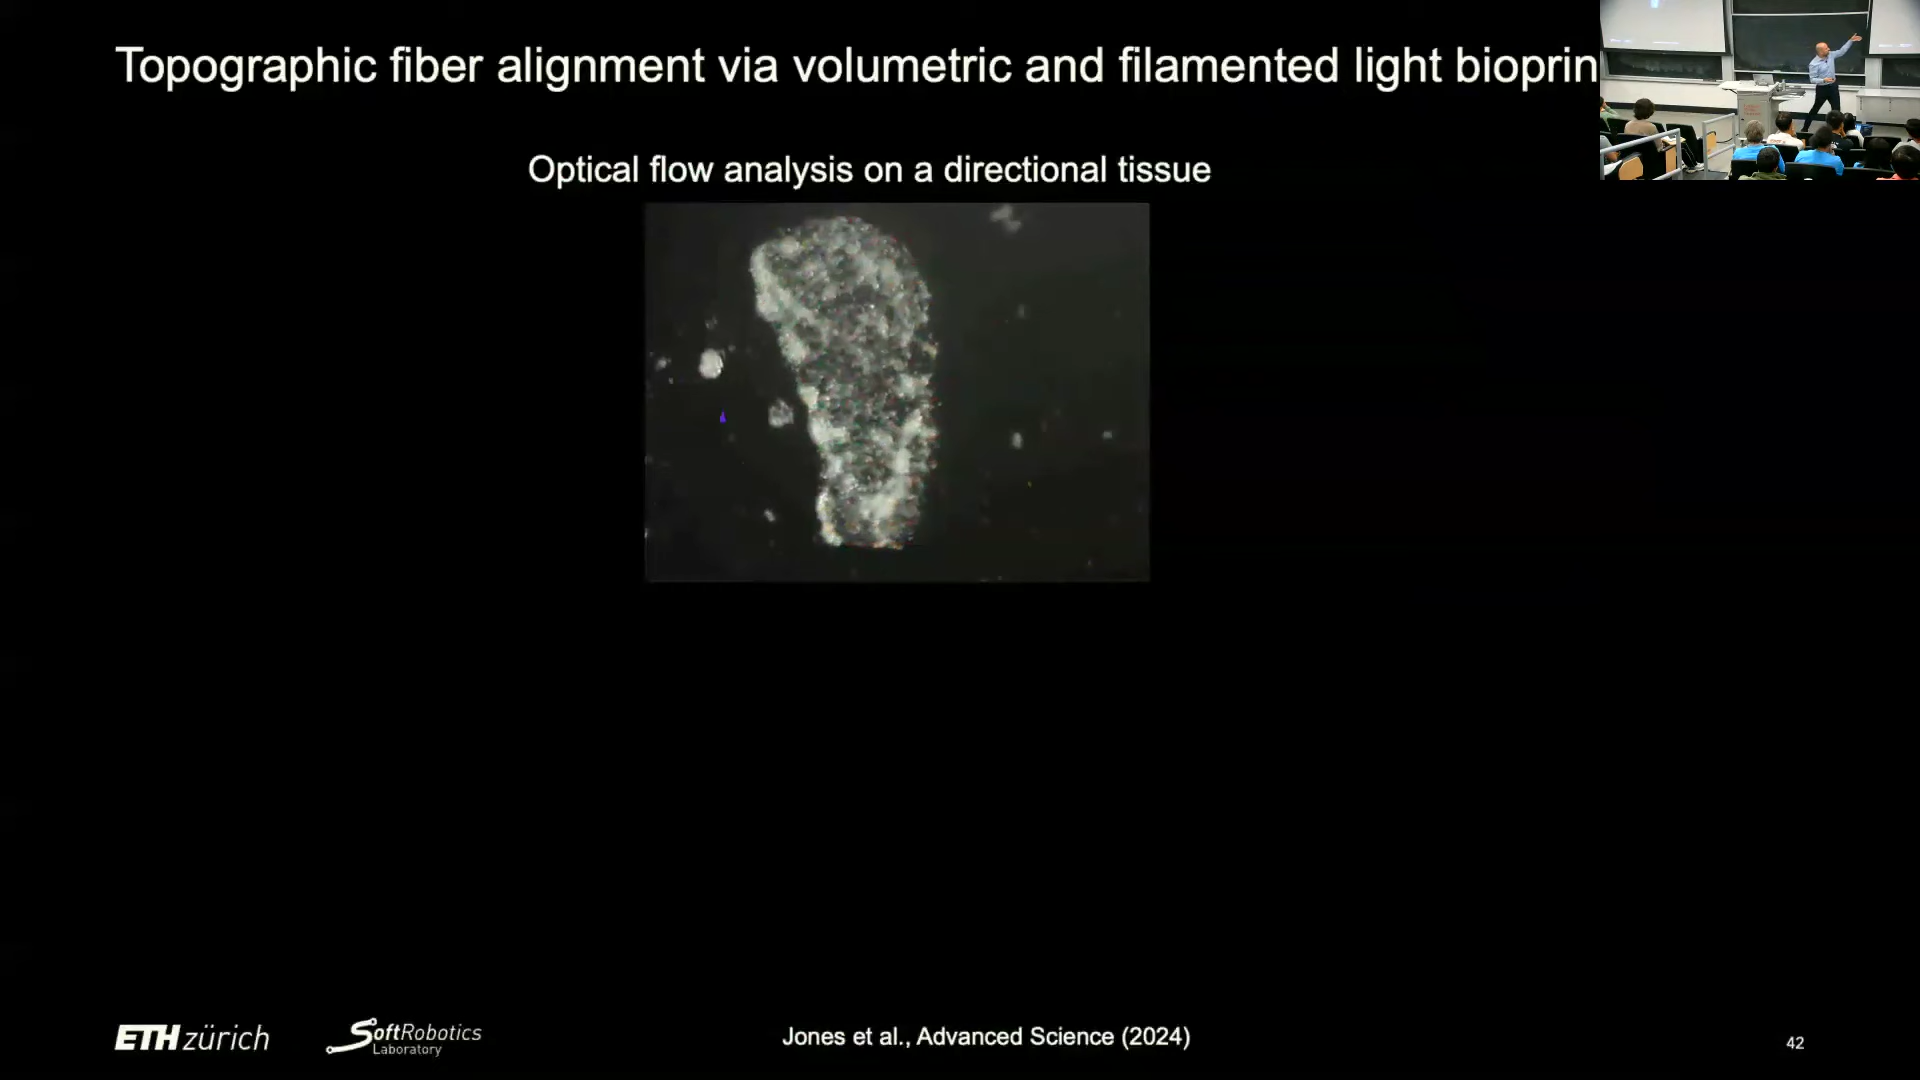 Topographic fiber alignment via volumetric and filamented light bioprin
Optical flow analysis on a directional tissue
ETH zürich
SoftRobotics
Laboratory
Jones et al., Advanced Science (2024)
42